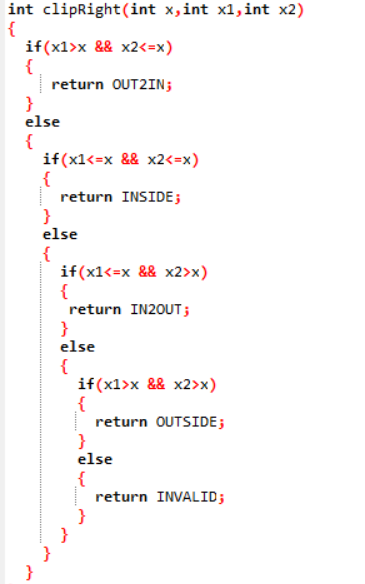 int clipRight(int x,int x1,int x2)
{
if(x1>x && x2<=x)
{
return OUT2IN;
}
else
{
if(x1<=x && x2<=x)
{
return INSIDE;
}
else
{
if(x1<=x && x2>x)
{
return IN2OUT;
}
else
{
if(x1>x && x2>x)
{
return OUTSIDE;
}
else
{
return INVALID;
}
}
}
}